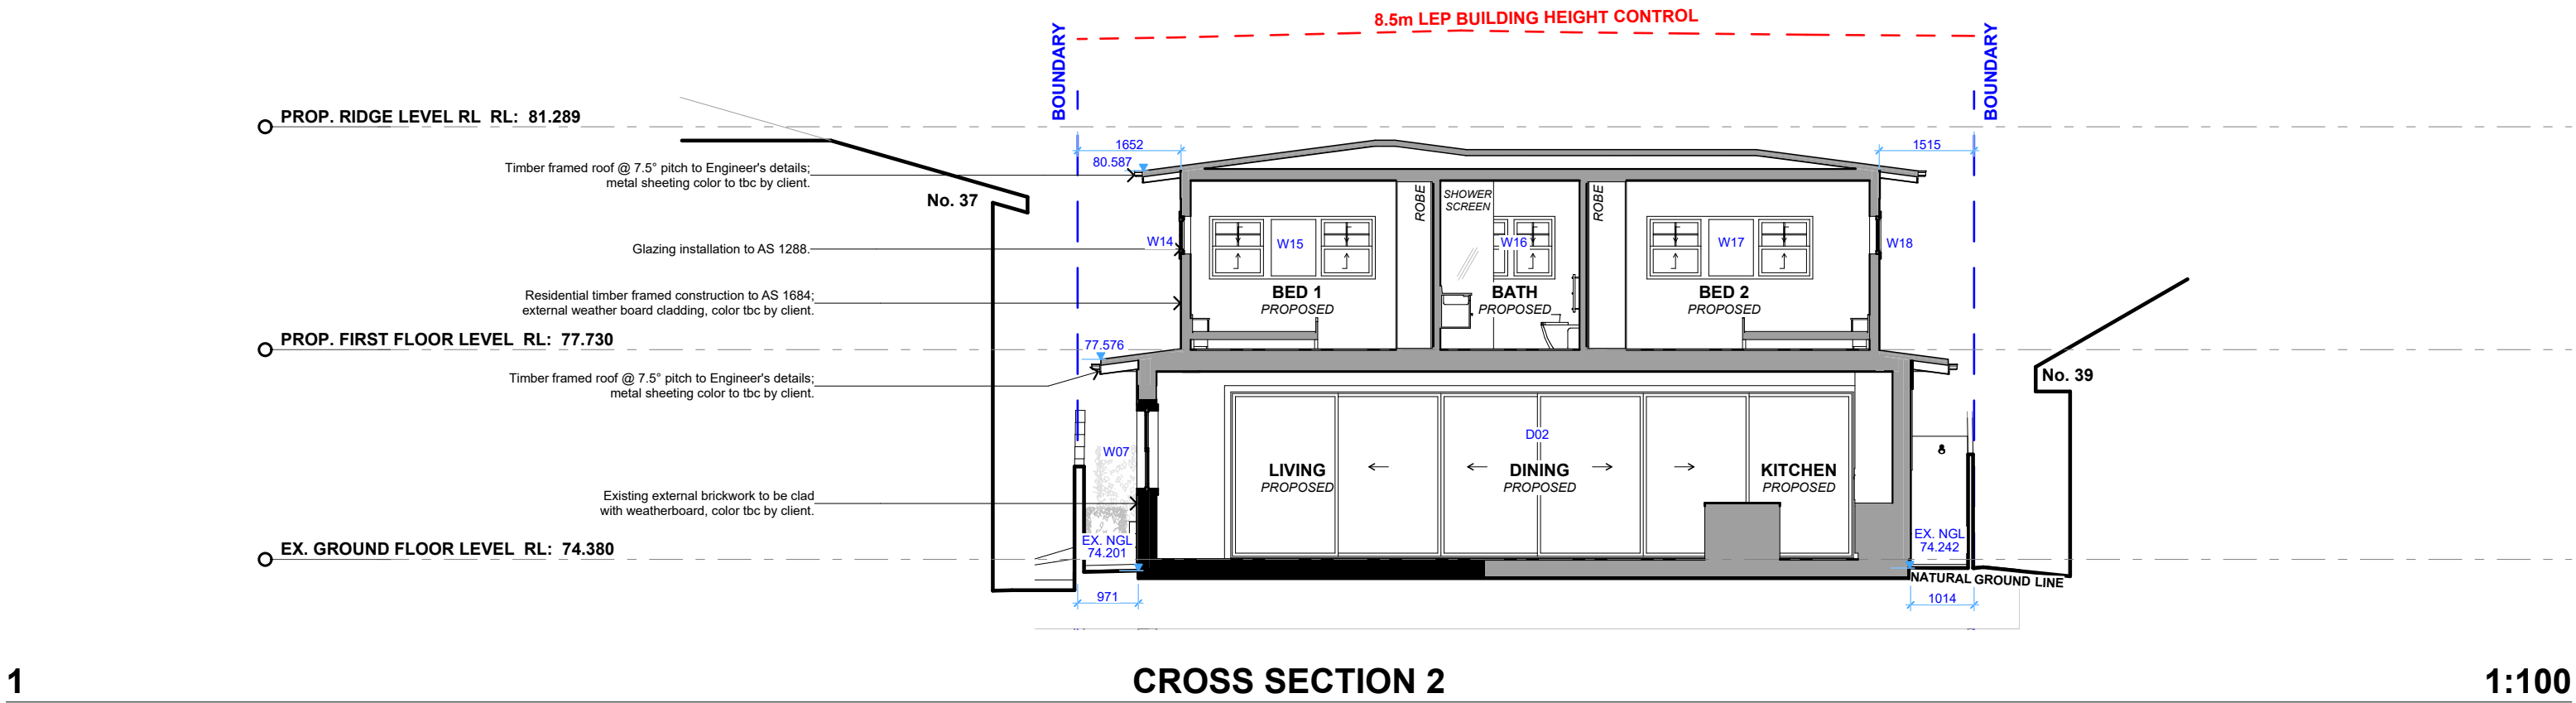 8.5m LEP BUILDING HEIGHT CONTROL
BOUNDARY
BOUNDARY
PROP. RIDGE LEVEL RL RL: 81.289
1652
1515
80.587
Timber framed roof @ 7.5° pitch to Engineer's details;
metal sheeting color to tbc by client.
No. 37
ROBE
SHOWER
SCREEN
ROBE
Glazing installation to AS 1288.
W14
W15
W16
W17
W18
Residential timber framed construction to AS 1684;
external weather board cladding, color tbc by client.
BED 1
PROPOSED
BATH
PROPOSED
BED 2
PROPOSED
PROP. FIRST FLOOR LEVEL RL: 77.730
77.576
Timber framed roof @ 7.5° pitch to Engineer's details;
metal sheeting color to tbc by client.
No. 39
W07
D02
LIVING
PROPOSED
DINING
PROPOSED
KITCHEN
PROPOSED
Existing external brickwork to be clad
with weatherboard, color tbc by client.
EX. GROUND FLOOR LEVEL RL: 74.380
EX. NGL
74.201
EX. NGL
74.242
NATURAL GROUND LINE
971
1014
1
CROSS SECTION 2
1:100